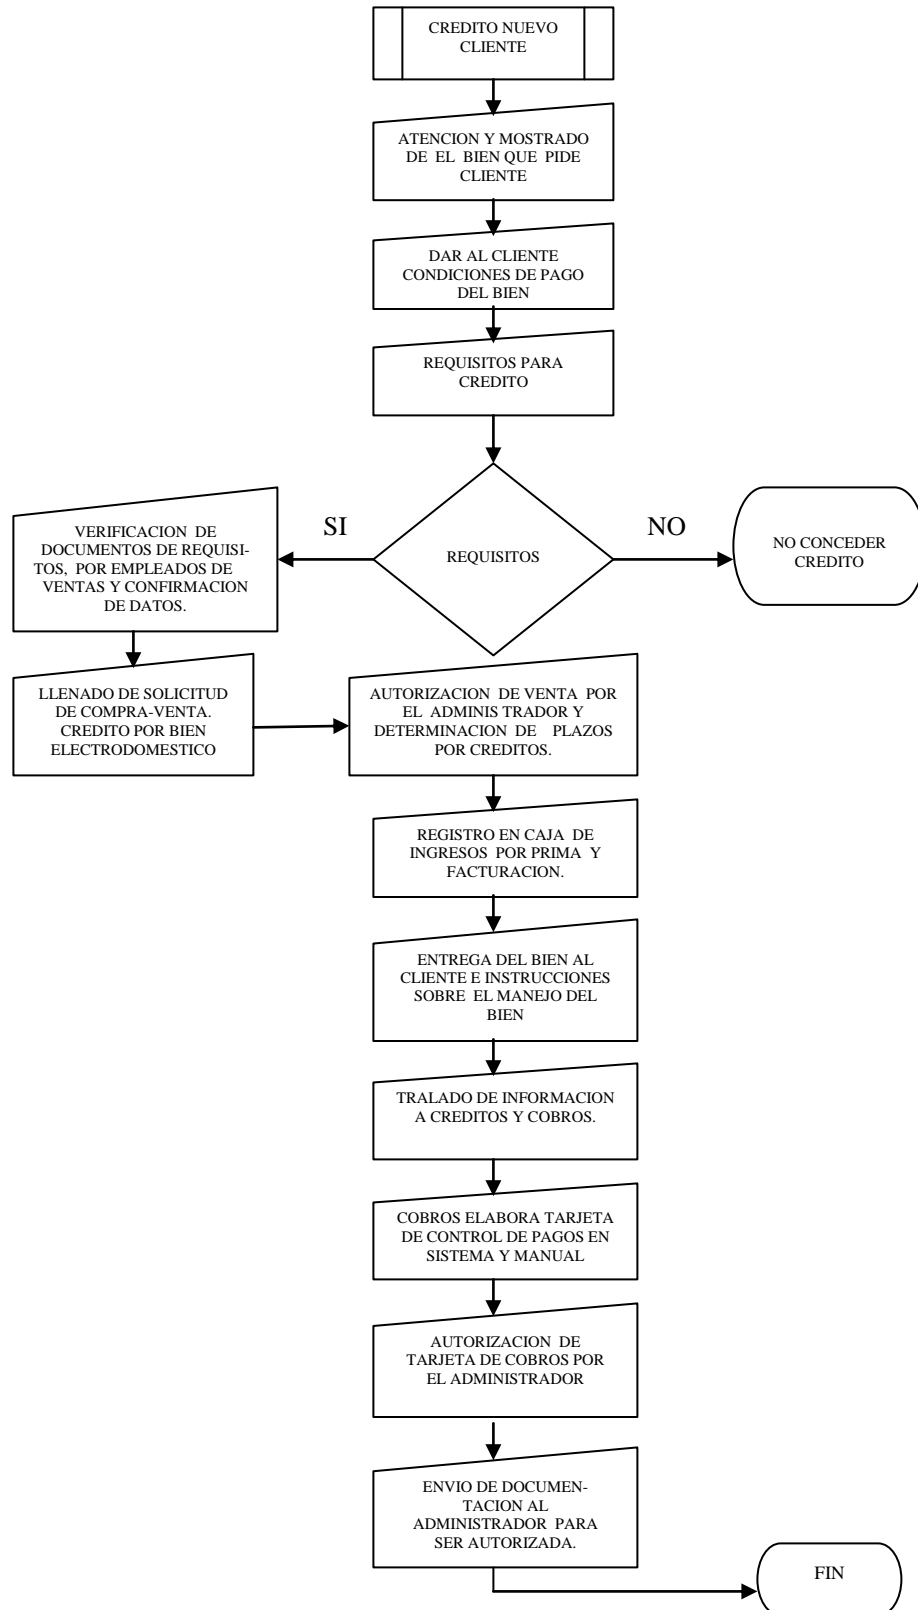 CREDITO NUEVO
CLIENTE
ATENCION Y MOSTRADO
DE EL BIEN QUE PIDE
CLIENTE
DAR AL CLIENTE
CONDICIONES DE PAGO
DEL BIEN
REQUISITOS PARA
CREDITO
REQUISITOS
SI
NO
NO CONCEDER
CREDITO
VERIFICACION DE
DOCUMENTOS DE REQUISI-
TOS, POR EMPLEADOS DE
VENTAS Y CONFIRMACION
DE DATOS.
LLENADO DE SOLICITUD
DE COMPRA-VENTA.
CREDITO POR BIEN
ELECTRODOMESTICO
AUTORIZACION DE VENTA POR
EL ADMINIS TRADOR Y
DETERMINACION DE PLAZOS
POR CREDITOS.
REGISTRO EN CAJA DE
INGRESOS POR PRIMA Y
FACTURACION.
ENTREGA DEL BIEN AL
CLIENTE E INSTRUCCIONES
SOBRE EL MANEJO DEL
BIEN
TRALADO DE INFORMACION
A CREDITOS Y COBROS.
COBROS ELABORA TARJETA
DE CONTROL DE PAGOS EN
SISTEMA Y MANUAL
AUTORIZACION DE
TARJETA DE COBROS POR
EL ADMINISTRADOR
ENVIO DE DOCUMEN-
TACION AL
ADMINISTRADOR PARA
SER AUTORIZADA.
FIN